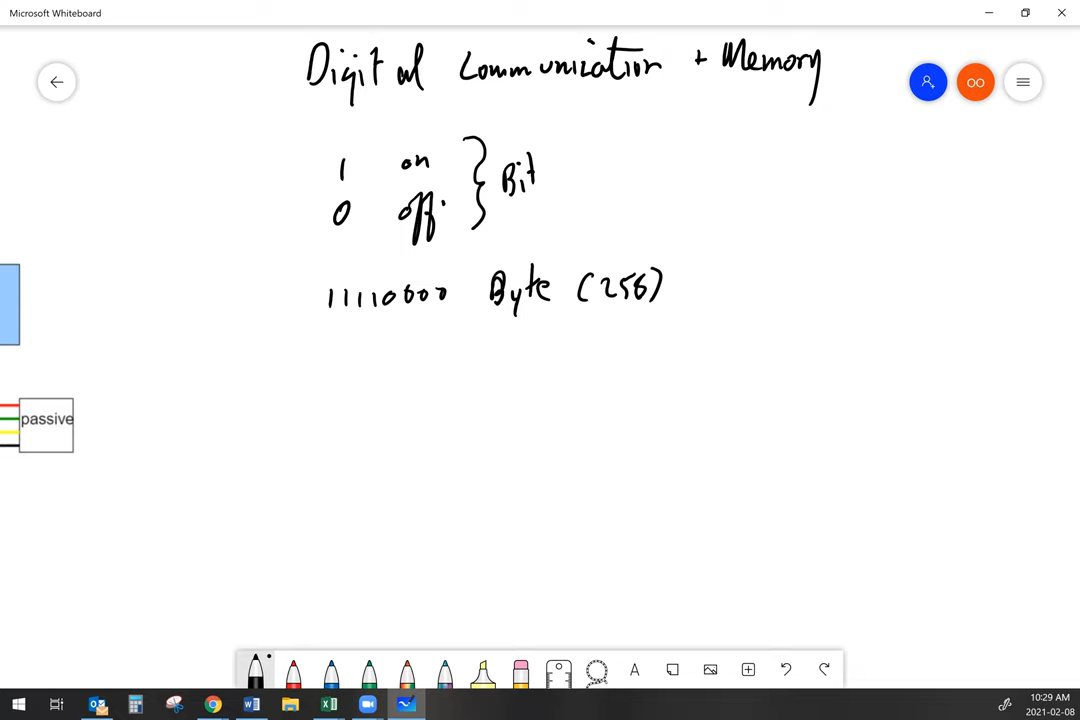 Microsoft Whiteboard
Digital Communication + Memory
1 on
0 off
Bit
11110000 Byte (256)
passive
A
10:29 AM
2021-02-08